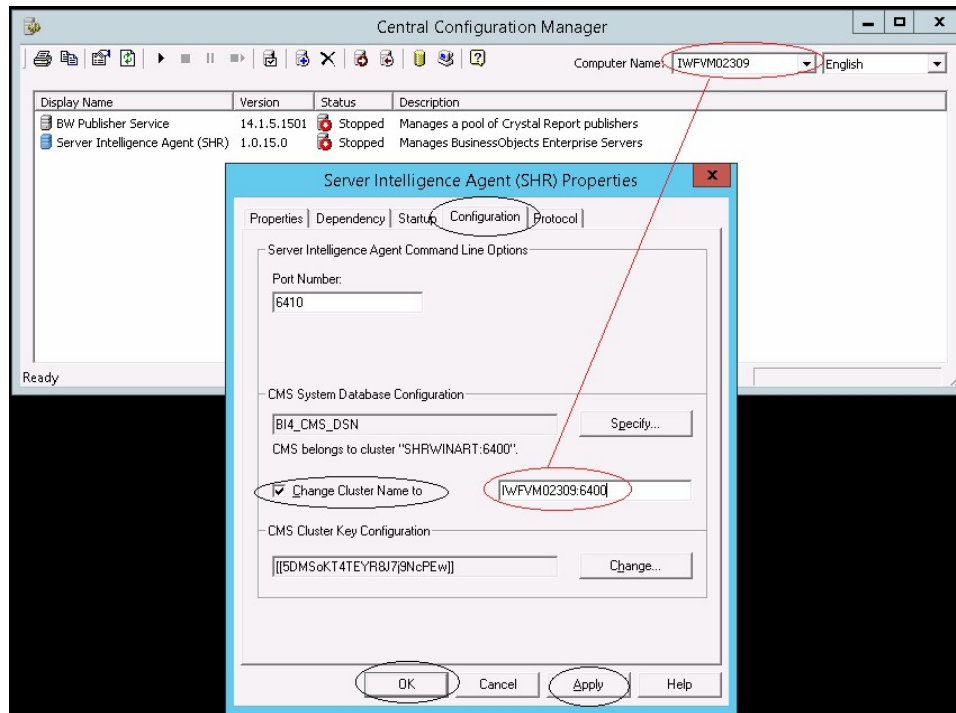 Central Configuration Manager
Computer Name: IWFVM02309 English
Display Name Version Status Description
BW Publisher Service 14.1.5.1501 Stopped Manages a pool of Crystal Report publishers
Server Intelligence Agent (SHR) 1.0.15.0 Stopped Manages BusinessObjects Enterprise Servers
Server Intelligence Agent (SHR) Properties
Properties Dependency Startup Configuration Protocol
Server Intelligence Agent Command Line Options
Port Number:
6410
Ready
CMS System Database Configuration
BI4_CMS_DSN Specify...
CMS belongs to cluster "SHRWINART:6400".
Change Cluster Name to IWFVM02309:6400
CMS Cluster Key Configuration
[[5DMSoKT4TEYR8J7j9NcPEw]] Change...
OK Cancel Apply Help